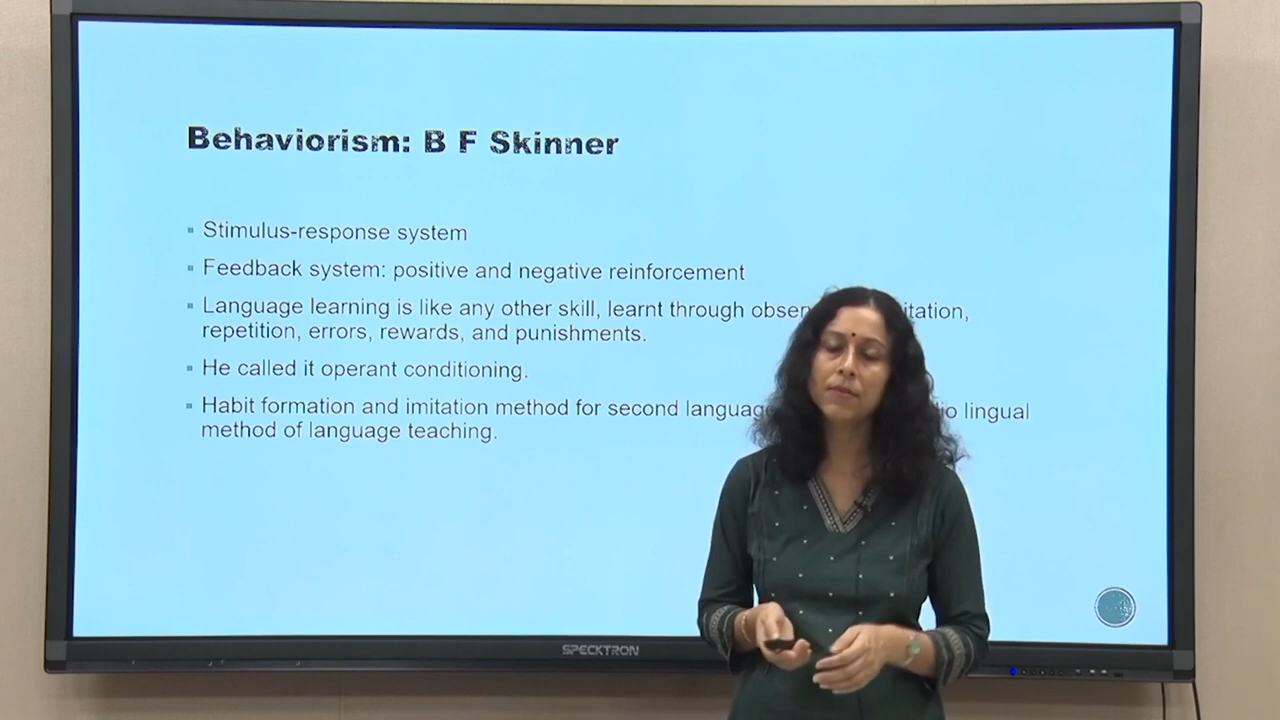 Behaviorism: B F Skinner
Stimulus-response system
Feedback system: positive and negative reinforcement
Language learning is like any other skill, learnt through
repetition, errors, rewards, and punishments.
He called it operant conditioning.
Habit formation and imitation method for second lingual
method of language teaching.
SPECKTRON